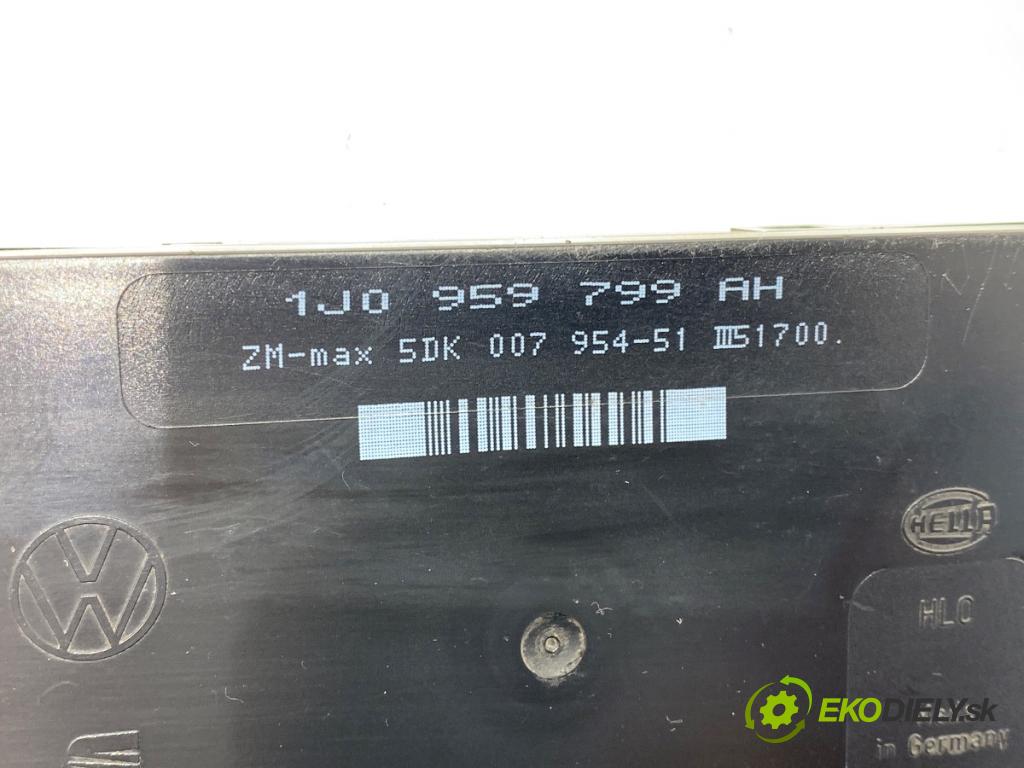 1J0 959 799 AH
ZM-max 5DK 007 954-51 III51700.
HELLA
HLO
in Germany
EKODIELY.sk